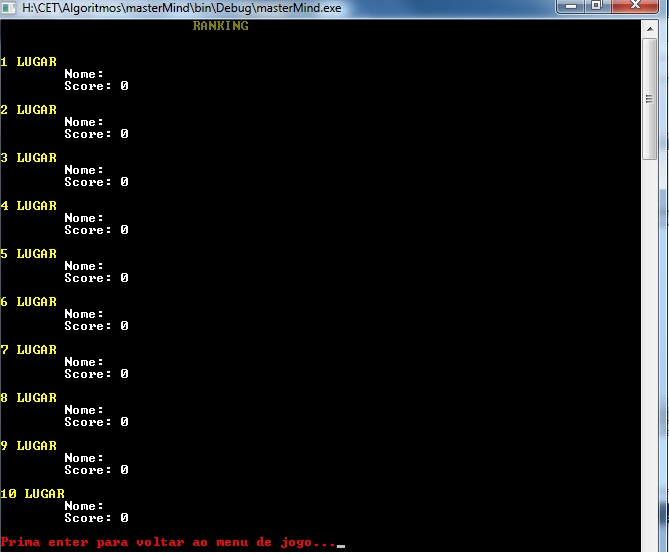 H:\CET\Algoritmos\masterMind\bin\Debug\masterMind.exe
RANKING
1 LUGAR
Nome:
Score: 0
2 LUGAR
Nome:
Score: 0
3 LUGAR
Nome:
Score: 0
4 LUGAR
Nome:
Score: 0
5 LUGAR
Nome:
Score: 0
6 LUGAR
Nome:
Score: 0
7 LUGAR
Nome:
Score: 0
8 LUGAR
Nome:
Score: 0
9 LUGAR
Nome:
Score: 0
10 LUGAR
Nome:
Score: 0
Prima enter para voltar ao menu de jogo..._